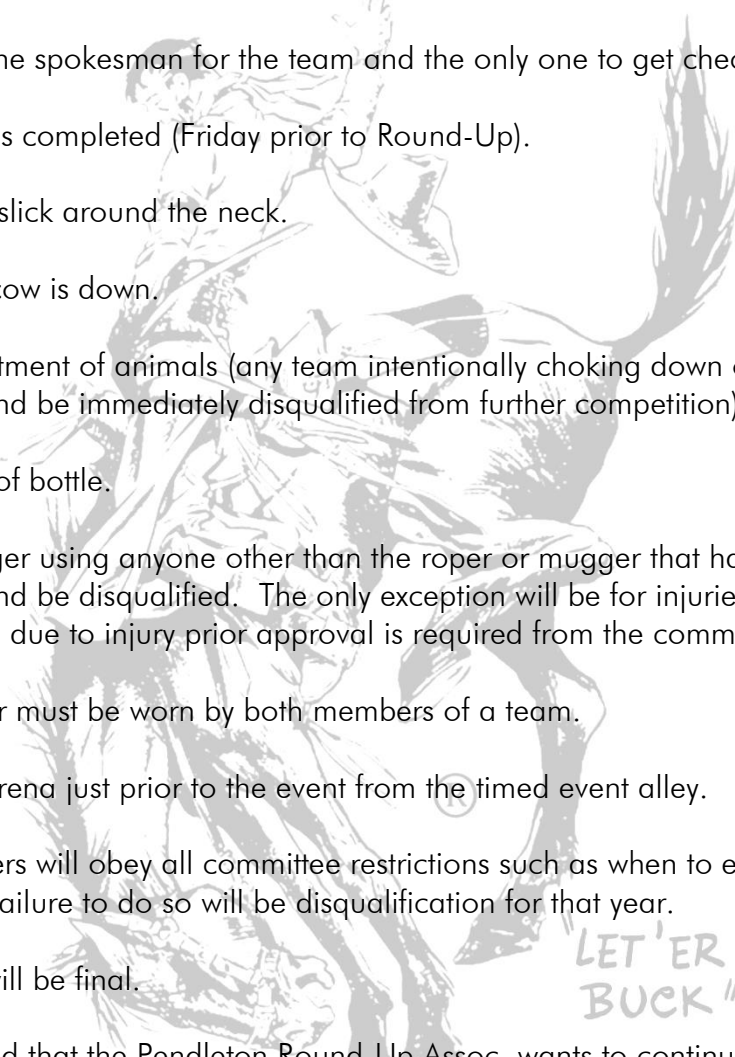 he spokesman for the team and the only one to get chec
s completed (Friday prior to Round-Up).
slick around the neck.
cow is down.
tment of animals (any team intentionally choking down
nd be immediately disqualified from further competition)
of bottle.
ger using anyone other than the roper or mugger that ha
nd be disqualified.  The only exception will be for injurie
due to injury prior approval is required from the comm
r must be worn by both members of a team.
rena just prior to the event from the timed event alley.
ers will obey all committee restrictions such as when to e
ailure to do so will be disqualification for that year.
ill be final.
d that the Pendleton Round-Up Assoc. wants to continu
®
"LET'ER
BUCK"